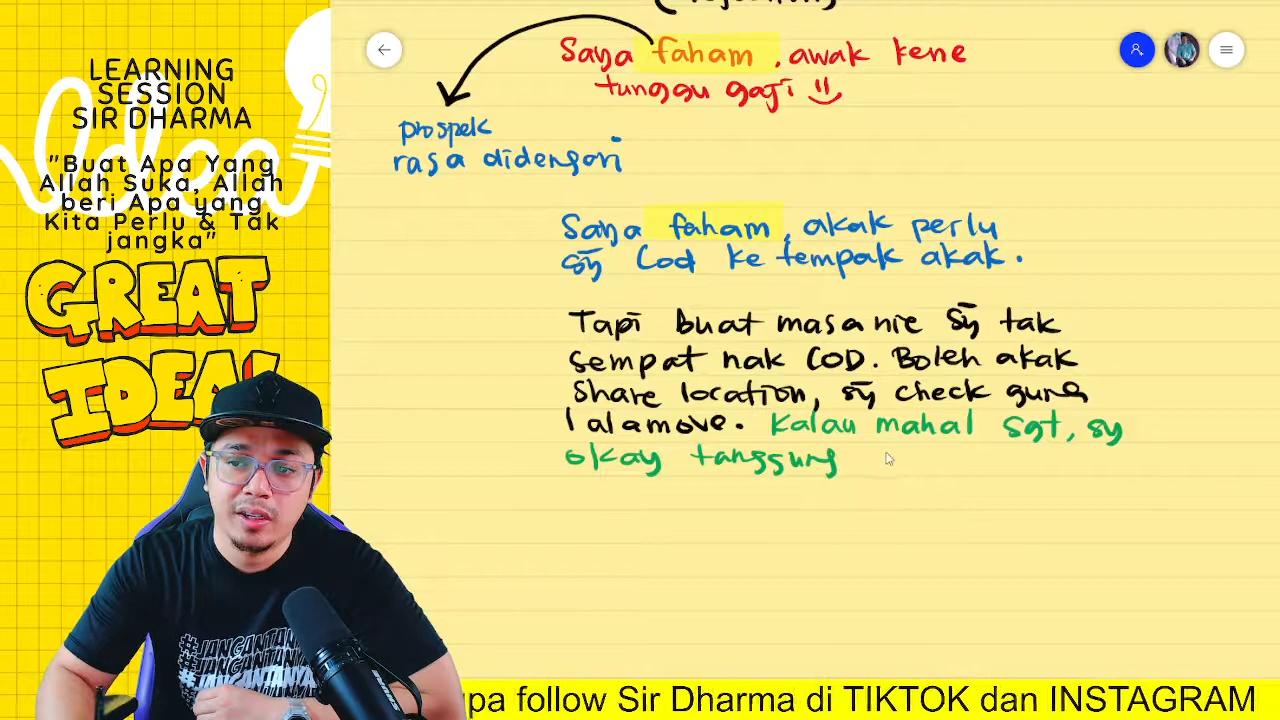 LEARNING
SESSION
SIR DHARMA
"Buat Apa Yang
Allah Suka, Allah
beri Apa yang
Kita Perlu & Tak
jangka"
GREAT
IDEA
Saya faham, awak kene
tunggu gaji
prospek
rasa didengari
Saya faham, akak perlu
sy Cod ke tempak akak.
Tapi buat masa nie sy tak
sempat nak COD. Boleh akak
Share location, sy check guna
lalamove. Kalau mahal sgt, sy
okay tanggung
#JANGANTANYA
pa follow Sir Dharma di TIKTOK dan INSTAGRAM